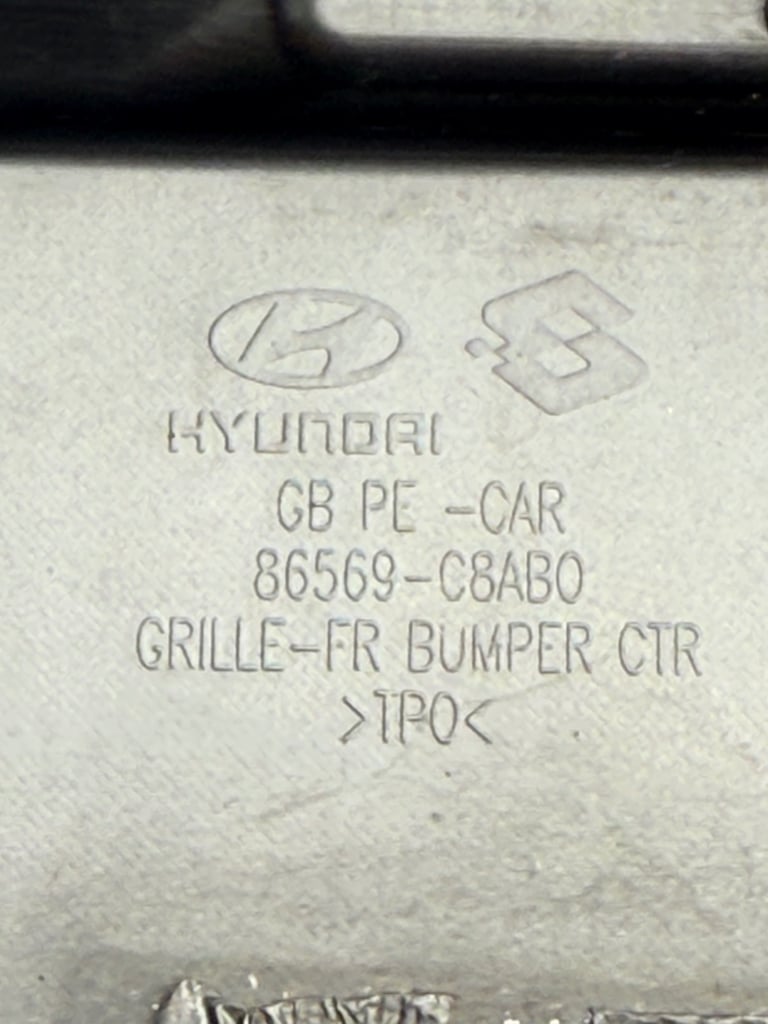 HYUNDAI
GB PE -CAR
86569-C8AB0
GRILLE-FR BUMPER CTR
>TPO<